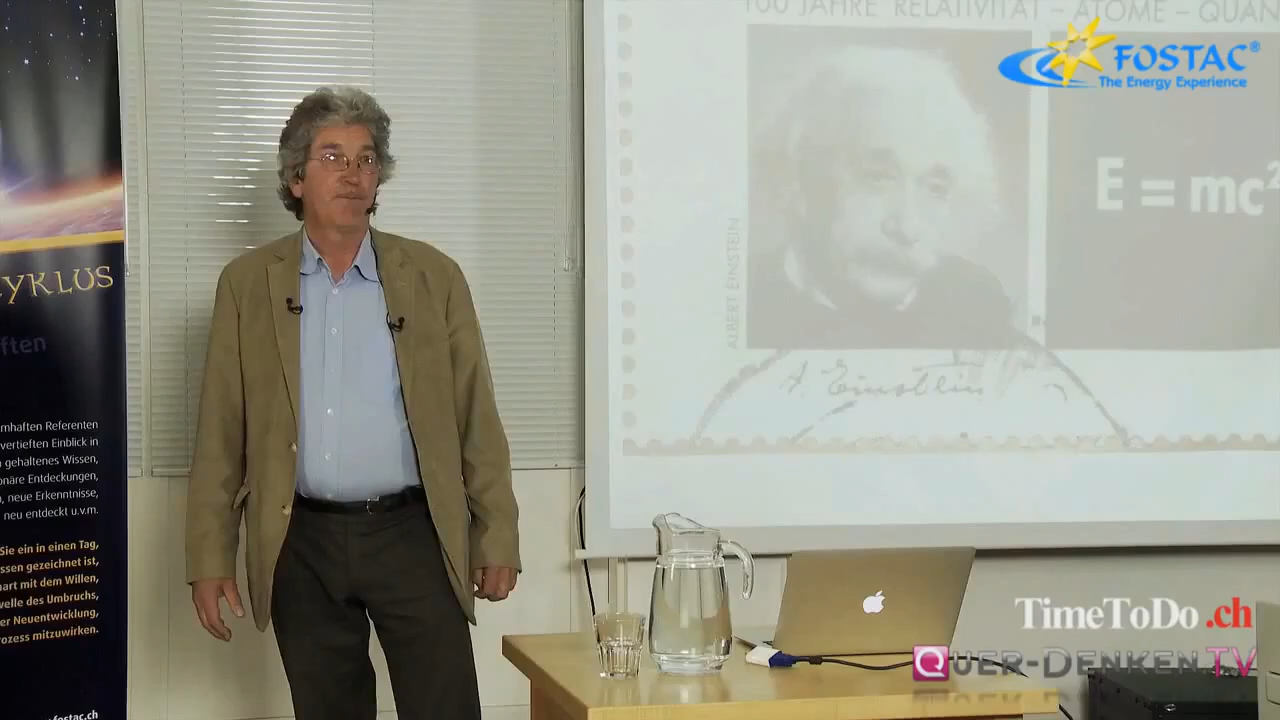 100 JAHRE RELATIVITÄT – ATOME – QUAN
FOSTAC®
The Energy Experience
E = mc²
ALBERT EINSTEIN
A. Einstein
YKLUS
ften
mhaften Referenten
vertieften Einblick in
gehaltenes Wissen,
näre Entdeckungen,
, neue Erkenntnisse,
neu entdeckt u.v.m.
Sie ein in einen Tag,
ssen gezeichnet ist,
art mit dem Willen,
welle des Umbruchs,
er Neuentwicklung,
rozess mitzuwirken.
fostac.ch
TimeToDo.ch
QUER-DENKEN.TV